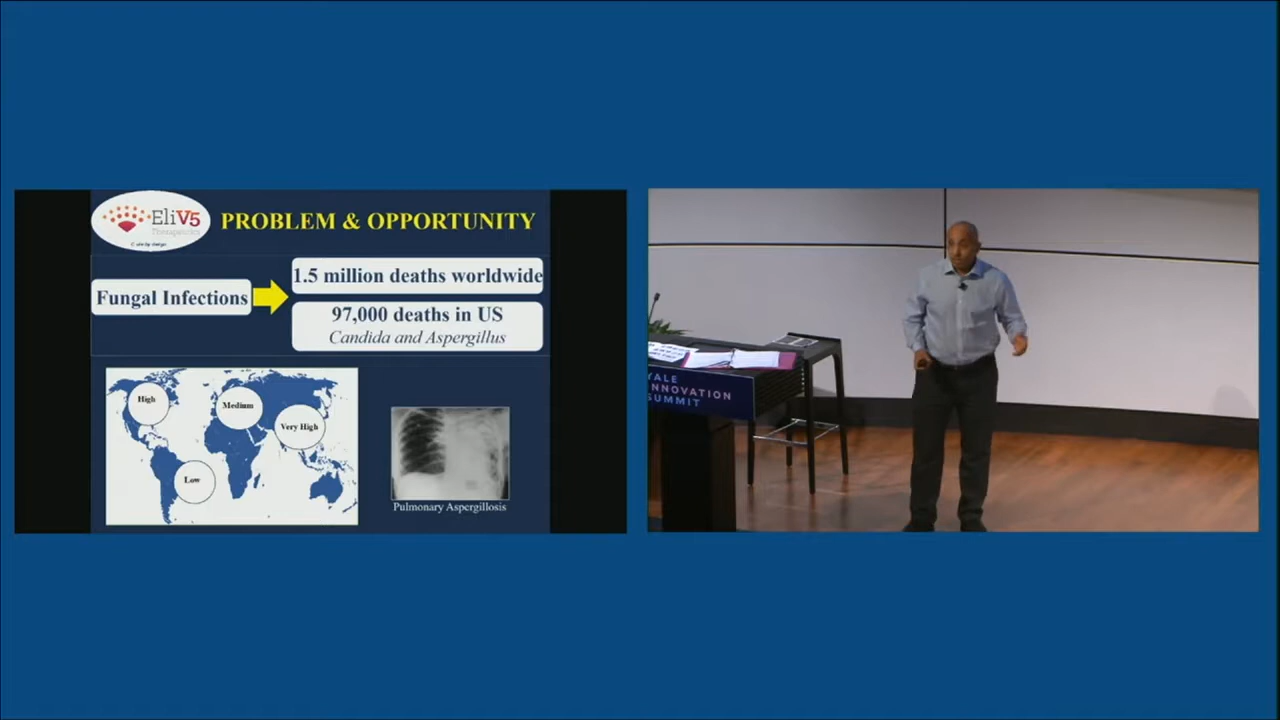 EliV5
Therapeutics
PROBLEM & OPPORTUNITY
Fungal Infections
1.5 million deaths worldwide
97,000 deaths in US
Candida and Aspergillus
High
Medium
Very High
Low
Pulmonary Aspergillosis
YALE
INNOVATION
SUMMIT